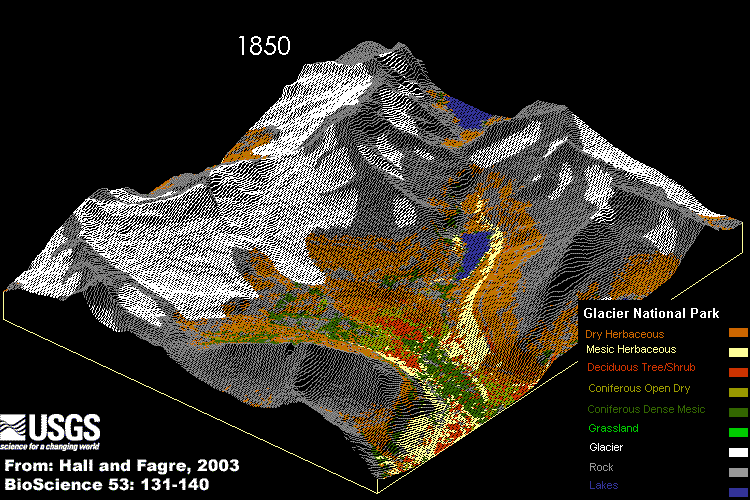 1850
Glacier National Park
Dry Herbaceous
Mesic Herbaceous
Deciduous Tree/Shrub
Coniferous Open Dry
Coniferous Dense Mesic
Grassland
Glacier
Rock
Lakes
USGS
science for a changing world
From: Hall and Fagre, 2003
BioScience 53: 131-140